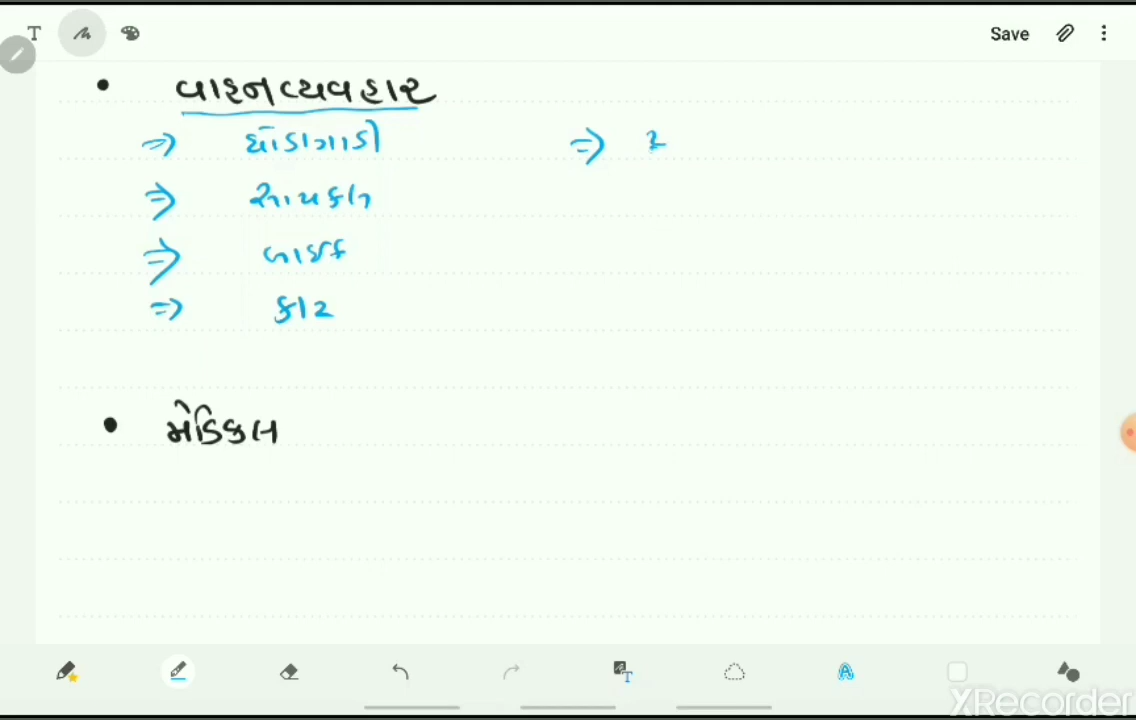 T
Save
• વાહનવ્યવહાર
⇒ ઘોડાગાડી ⇒ ર
⇒ સાયકલ
⇒ બાઈક
⇒ કાર
• મેડિકલ
XRecorder